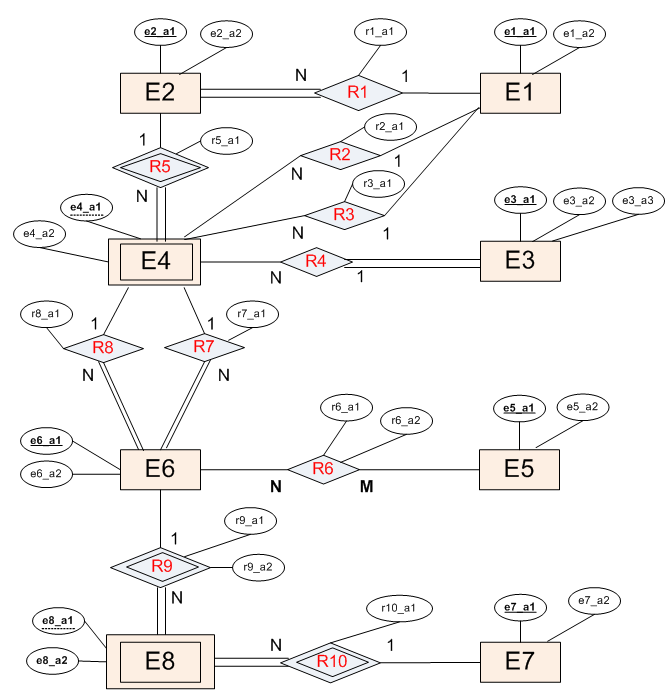 e2_a1 e2_a2 r1_a1 e1_a1 e1_a2
N 1
E2 R1 E1
r2_a1
1 r5_a1
R5 R2 1
N N
r3_a1
e4_a1 e3_a1 e3_a2 e3_a3
R3
e4_a2 N 1
E4 R4 E3
N 1
r8_a1 1 1 r7_a1
R8 R7
N N
r6_a1 e5_a1 e5_a2
r6_a2
e6_a1
E6 R6 E5
e6_a2
N M
r9_a1
1
R9 r9_a2
N
r10_a1 e7_a1 e7_a2
e8_a1
N 1
e8_a2 E8 R10 E7